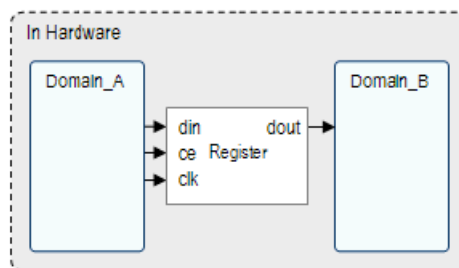 In Hardware
Domain_A
Domain_B
din dout
ce Register
clk